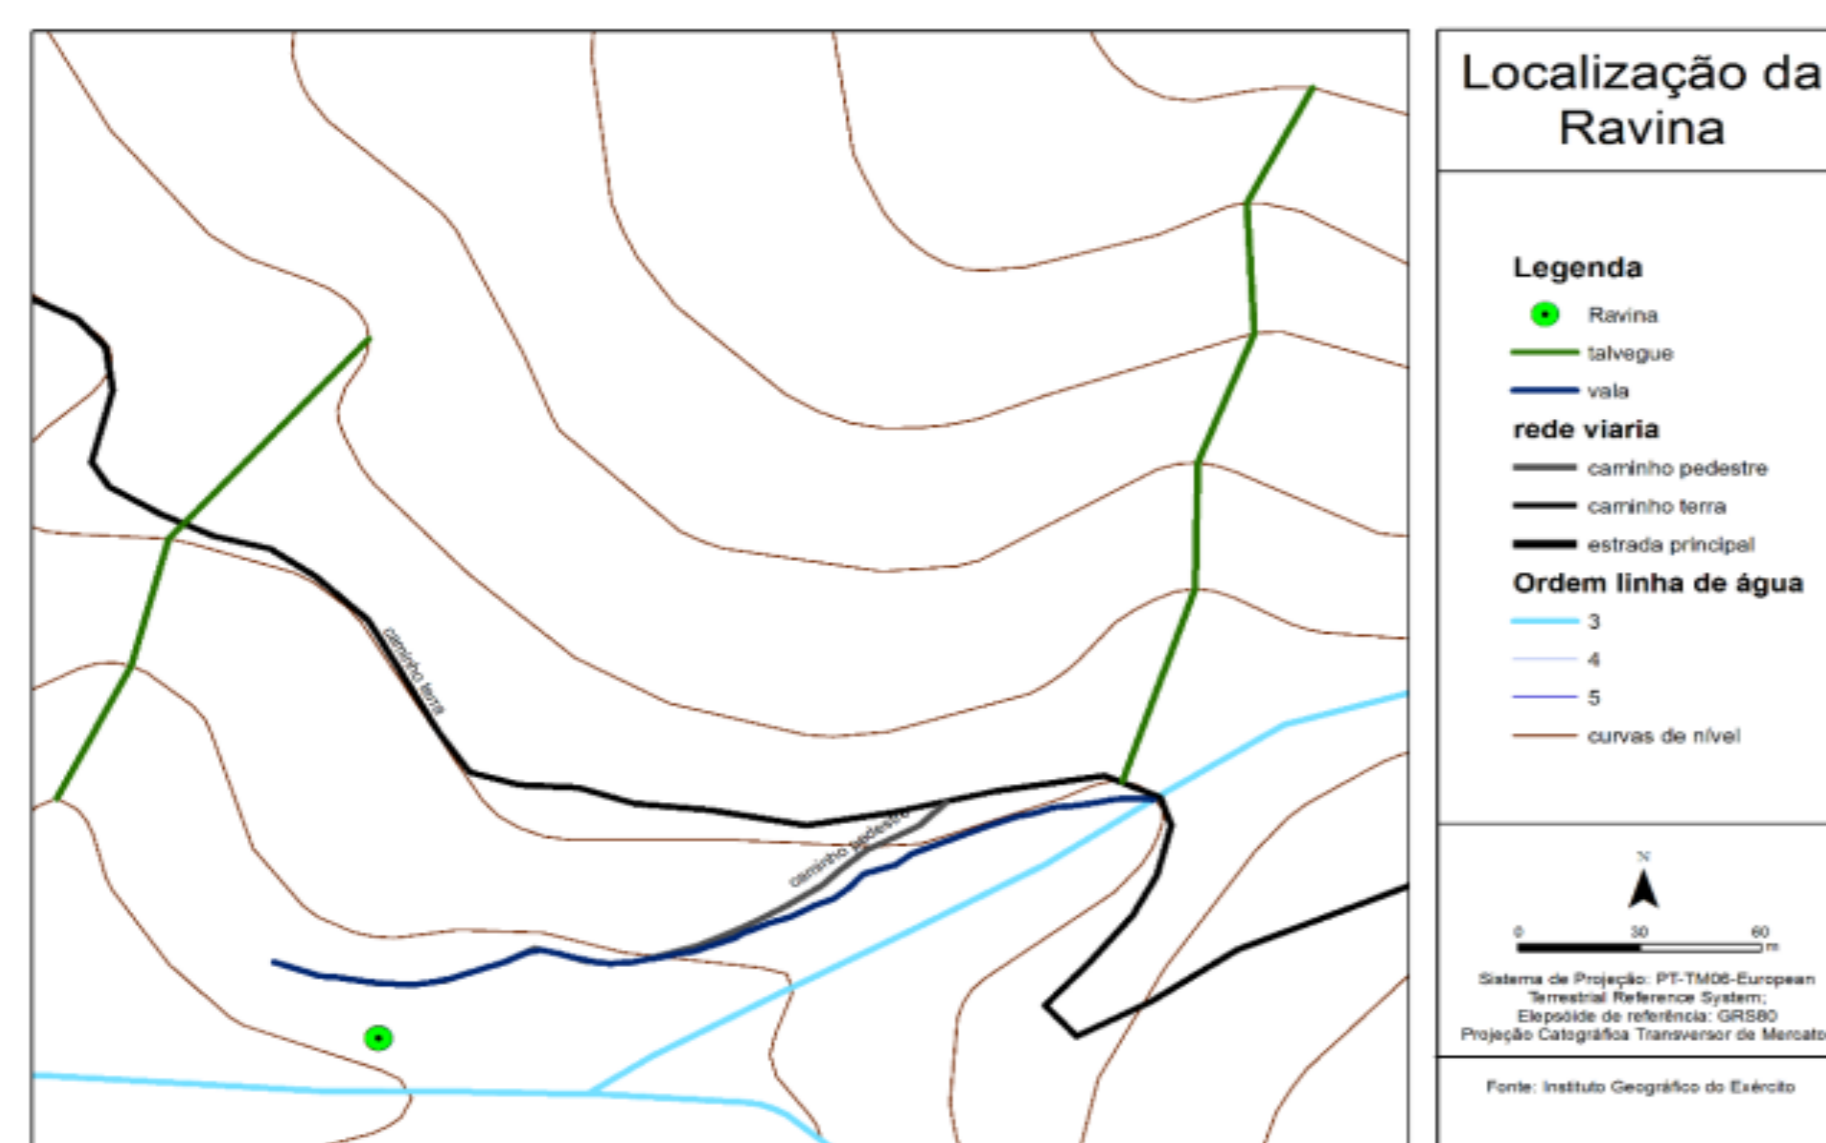 Localização da
Ravina
Legenda
Ravina
talvegue
vala
rede viaria
caminho pedestre
caminho terra
estrada principal
Ordem linha de água
3
4
5
curvas de nível
caminho terra
caminho pedestre
N
0 30 60
m
Sistema de Projeção: PT-TM06-European
Terrestrial Reference System;
Elepsóide de referência: GRS80
Projeção Catográfica Transversor de Mercato
Fonte: Instituto Geográfico do Exército